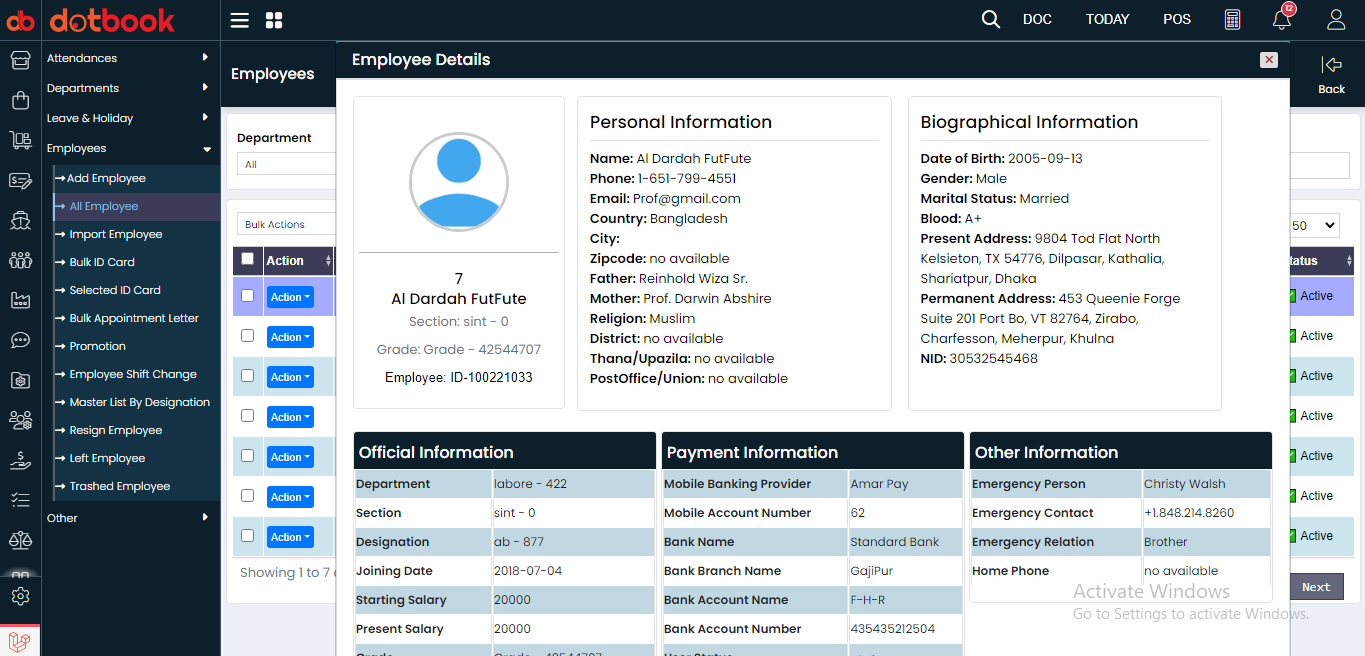 db dotbook
DOC TODAY POS 12
Attendances
Departments
Leave & Holiday
Employees
→Add Employee
→ All Employee
→ Import Employee
→ Bulk ID Card
→ Selected ID Card
→ Bulk Appointment Letter
→ Promotion
→ Employee Shift Change
→ Master List By Designation
→ Resign Employee
→ Left Employee
→ Trashed Employee
Other
Employees
Back
Department
All
Bulk Actions
50
Action
Action
Action
Action
Action
Action
Action
Action
Active
Active
Active
Active
Active
Active
Active
Showing 1 to 7
Next
Employee Details
7
Al Dardah FutFute
Section: sint - 0
Grade: Grade - 42544707
Employee: ID-100221033
Personal Information
Name: Al Dardah FutFute
Phone: 1-651-799-4551
Email: Prof@gmail.com
Country: Bangladesh
City:
Zipcode: no available
Father: Reinhold Wiza Sr.
Mother: Prof. Darwin Abshire
Religion: Muslim
District: no available
Thana/Upazila: no available
PostOffice/Union: no available
Biographical Information
Date of Birth: 2005-09-13
Gender: Male
Marital Status: Married
Blood: A+
Present Address: 9804 Tod Flat North
Kelsieton, TX 54776, Dilpasar, Kathalia,
Shariatpur, Dhaka
Permanent Address: 453 Queenie Forge
Suite 201 Port Bo, VT 82764, Zirabo,
Charfesson, Meherpur, Khulna
NID: 30532545468
Official Information
Department labore - 422
Section sint - 0
Designation ab - 877
Joining Date 2018-07-04
Starting Salary 20000
Present Salary 20000
Payment Information
Mobile Banking Provider Amar Pay
Mobile Account Number 62
Bank Name Standard Bank
Bank Branch Name GajiPur
Bank Account Name F-H-R
Bank Account Number 435435212504
Other Information
Emergency Person Christy Walsh
Emergency Contact +1.848.214.8260
Emergency Relation Brother
Home Phone no available
Activate Windows
Go to Settings to activate Windows.